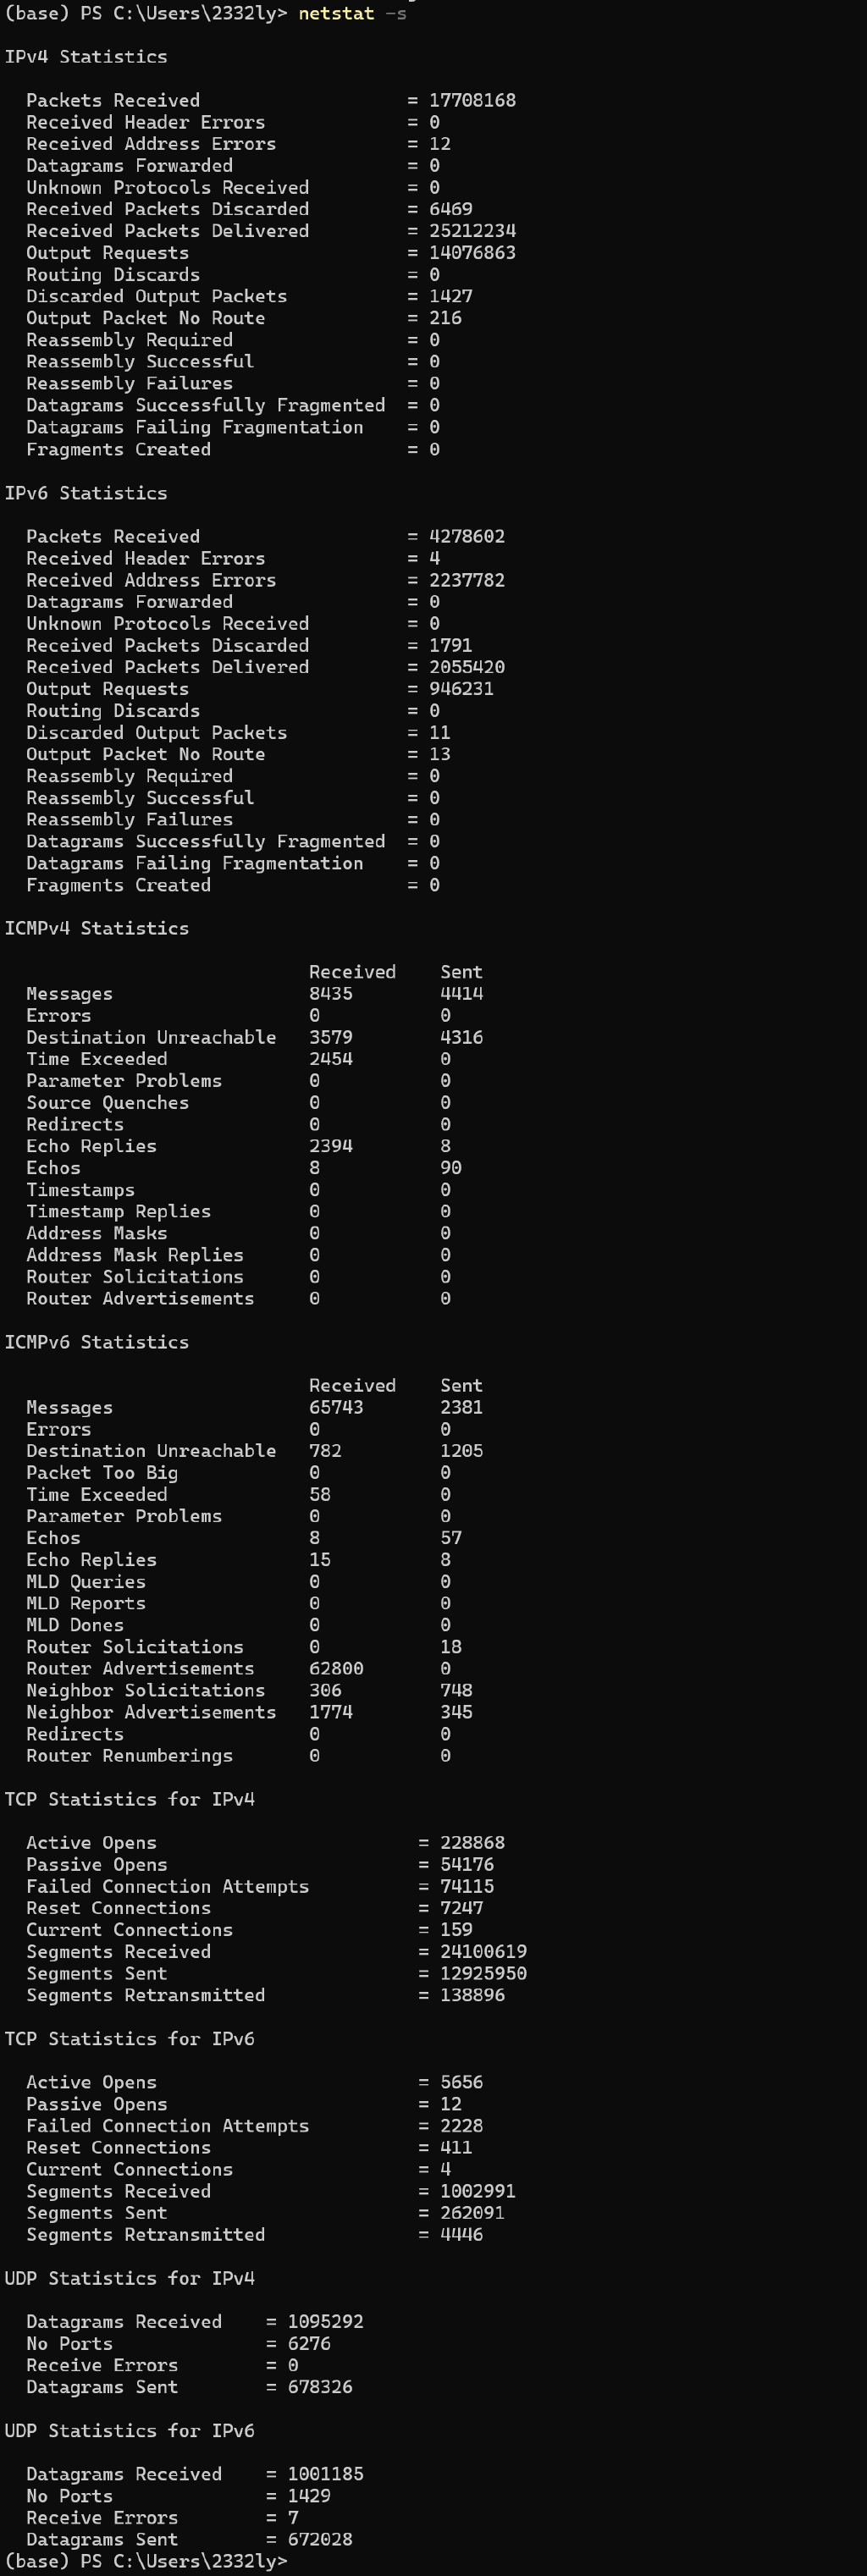 (base) PS C:\Users\2332ly> netstat -s
IPv4 Statistics
Packets Received = 17708168
Received Header Errors = 0
Received Address Errors = 12
Datagrams Forwarded = 0
Unknown Protocols Received = 0
Received Packets Discarded = 6469
Received Packets Delivered = 25212234
Output Requests = 14076863
Routing Discards = 0
Discarded Output Packets = 1427
Output Packet No Route = 216
Reassembly Required = 0
Reassembly Successful = 0
Reassembly Failures = 0
Datagrams Successfully Fragmented = 0
Datagrams Failing Fragmentation = 0
Fragments Created = 0
IPv6 Statistics
Packets Received = 4278602
Received Header Errors = 4
Received Address Errors = 2237782
Datagrams Forwarded = 0
Unknown Protocols Received = 0
Received Packets Discarded = 1791
Received Packets Delivered = 2055420
Output Requests = 946231
Routing Discards = 0
Discarded Output Packets = 11
Output Packet No Route = 13
Reassembly Required = 0
Reassembly Successful = 0
Reassembly Failures = 0
Datagrams Successfully Fragmented = 0
Datagrams Failing Fragmentation = 0
Fragments Created = 0
ICMPv4 Statistics
Received Sent
Messages 8435 4414
Errors 0 0
Destination Unreachable 3579 4316
Time Exceeded 2454 0
Parameter Problems 0 0
Source Quenches 0 0
Redirects 0 0
Echo Replies 2394 8
Echos 8 90
Timestamps 0 0
Timestamp Replies 0 0
Address Masks 0 0
Address Mask Replies 0 0
Router Solicitations 0 0
Router Advertisements 0 0
ICMPv6 Statistics
Received Sent
Messages 65743 2381
Errors 0 0
Destination Unreachable 782 1205
Packet Too Big 0 0
Time Exceeded 58 0
Parameter Problems 0 0
Echos 8 57
Echo Replies 15 8
MLD Queries 0 0
MLD Reports 0 0
MLD Dones 0 0
Router Solicitations 0 18
Router Advertisements 62800 0
Neighbor Solicitations 306 748
Neighbor Advertisements 1774 345
Redirects 0 0
Router Renumberings 0 0
TCP Statistics for IPv4
Active Opens = 228868
Passive Opens = 54176
Failed Connection Attempts = 74115
Reset Connections = 7247
Current Connections = 159
Segments Received = 24100619
Segments Sent = 12925950
Segments Retransmitted = 138896
TCP Statistics for IPv6
Active Opens = 5656
Passive Opens = 12
Failed Connection Attempts = 2228
Reset Connections = 411
Current Connections = 4
Segments Received = 1002991
Segments Sent = 262091
Segments Retransmitted = 4446
UDP Statistics for IPv4
Datagrams Received = 1095292
No Ports = 6276
Receive Errors = 0
Datagrams Sent = 678326
UDP Statistics for IPv6
Datagrams Received = 1001185
No Ports = 1429
Receive Errors = 7
Datagrams Sent = 672028
(base) PS C:\Users\2332ly>